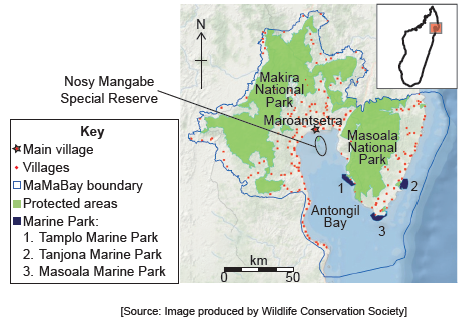 N
Nosy Mangabe
Special Reserve
Makira
National
Park
Maroantsetra
Masoala
National
Park
Key
Main village
Villages
MaMaBay boundary
Protected areas
Marine Park:
1. Tamplo Marine Park
2. Tanjona Marine Park
3. Masoala Marine Park
1
2
Antongil
Bay
3
km
0 50
[Source: Image produced by Wildlife Conservation Society]